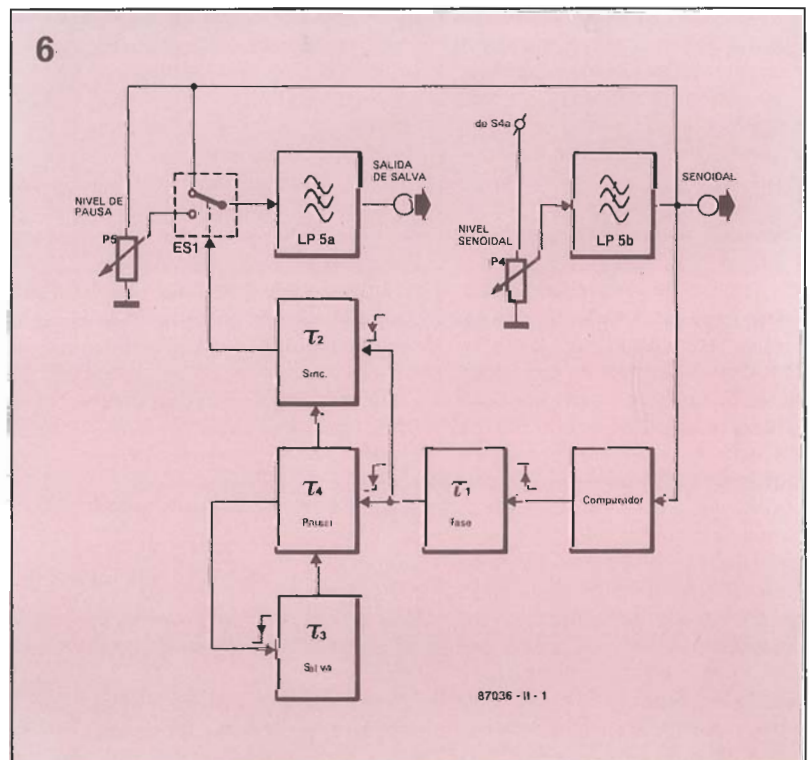 6
de S4a
SALIDA
DE SALVA
SENOIDAL
NIVEL DE
PAUSA
P5
ES1
LP 5a
NIVEL
SENOIDAL
P4
LP 5b
τ2
Sinc.
τ4
Pausa
τ1
Fase
Comparador
τ3
Salva
87036 - II - 1